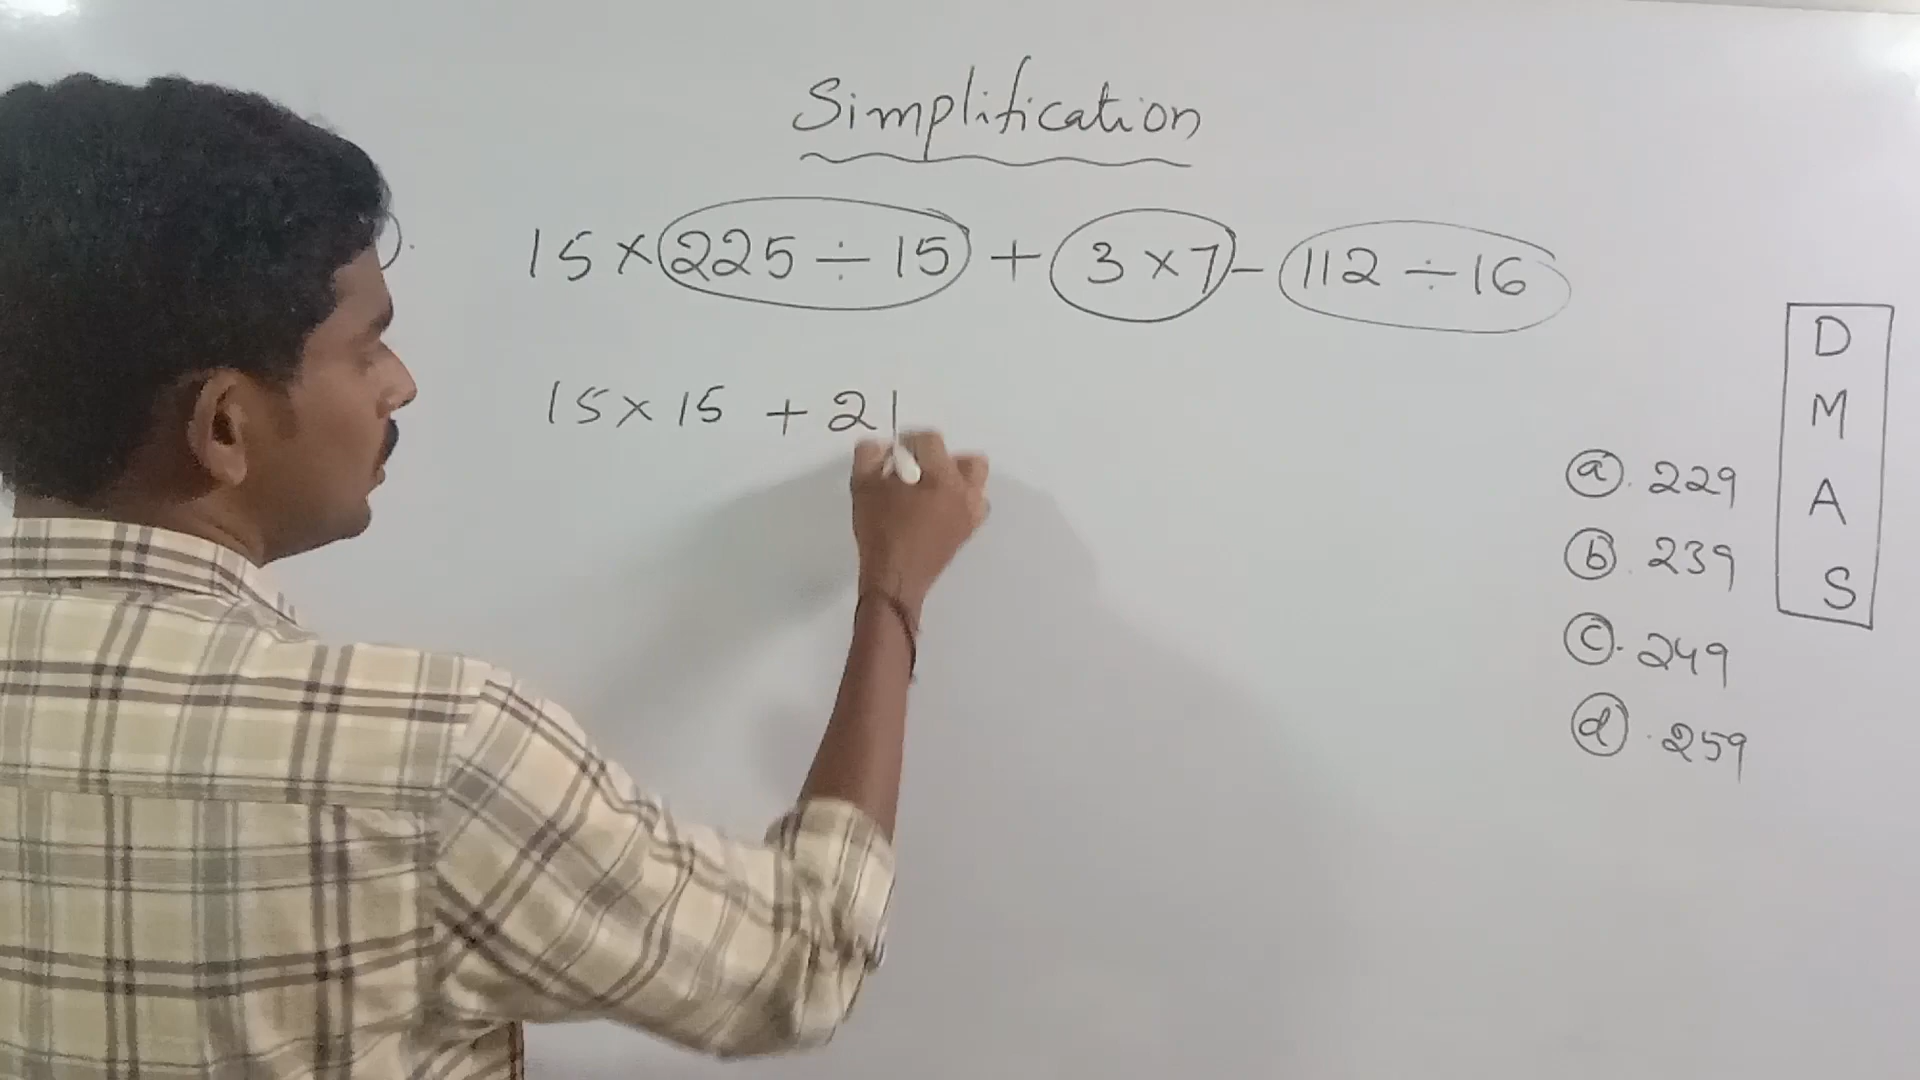 Simplification
15 × 225 ÷ 15 + 3 × 7 - 112 ÷ 16
15 × 15 + 21
D
M
A
S
a. 229
b. 239
c. 249
d. 259